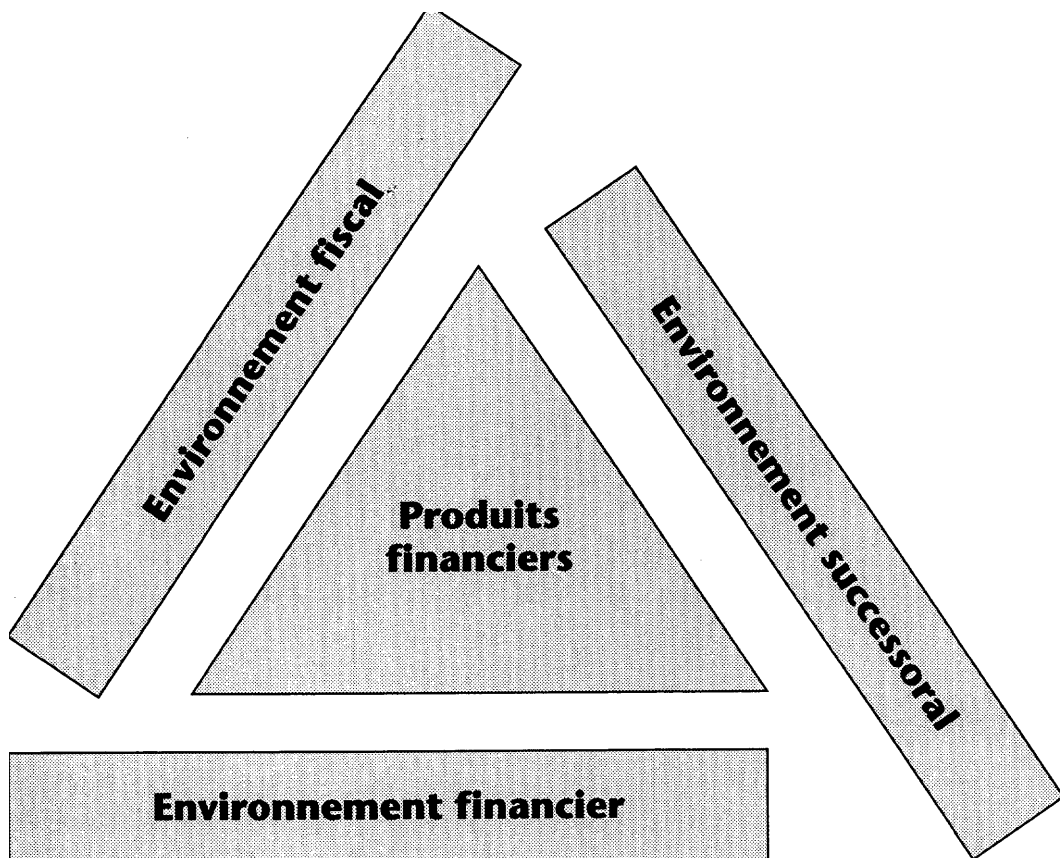 Environnement fiscal
Environnement successoral
Produits
financiers
Environnement financier